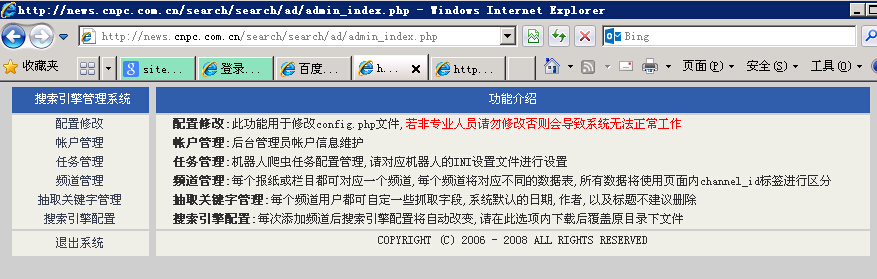 http://news.cnpc.com.cn/search/search/ad/admin_index.php - Windows Internet Explorer
http://news.cnpc.com.cn/search/search/ad/admin_index.php
Bing
收藏夹
site...
登录...
百度...
h...
http...
页面(P)
安全(S)
工具(O)
搜索引擎管理系统
功能介绍
配置修改
帐户管理
任务管理
频道管理
抽取关键字管理
搜索引擎配置
退出系统
配置修改:此功能用于修改config.php文件,若非专业人员请勿修改否则会导致系统无法正常工作
帐户管理:后台管理员帐户信息维护
任务管理:机器人爬虫任务配置管理,请对应机器人的INI设置文件进行设置
频道管理:每个报纸或栏目都可对应一个频道,每个频道将对应不同的数据表,所有数据将使用页面内channel_id标签进行区分
抽取关键字管理:每个频道用户都可自定一些抓取字段,系统默认的日期,作者,以及标题不建议删除
搜索引擎配置:每次添加频道后搜索引擎配置将自动改变,请在此选项内下载后覆盖原目录下文件
COPYRIGHT (C) 2006 - 2008 ALL RIGHTS RESERVED